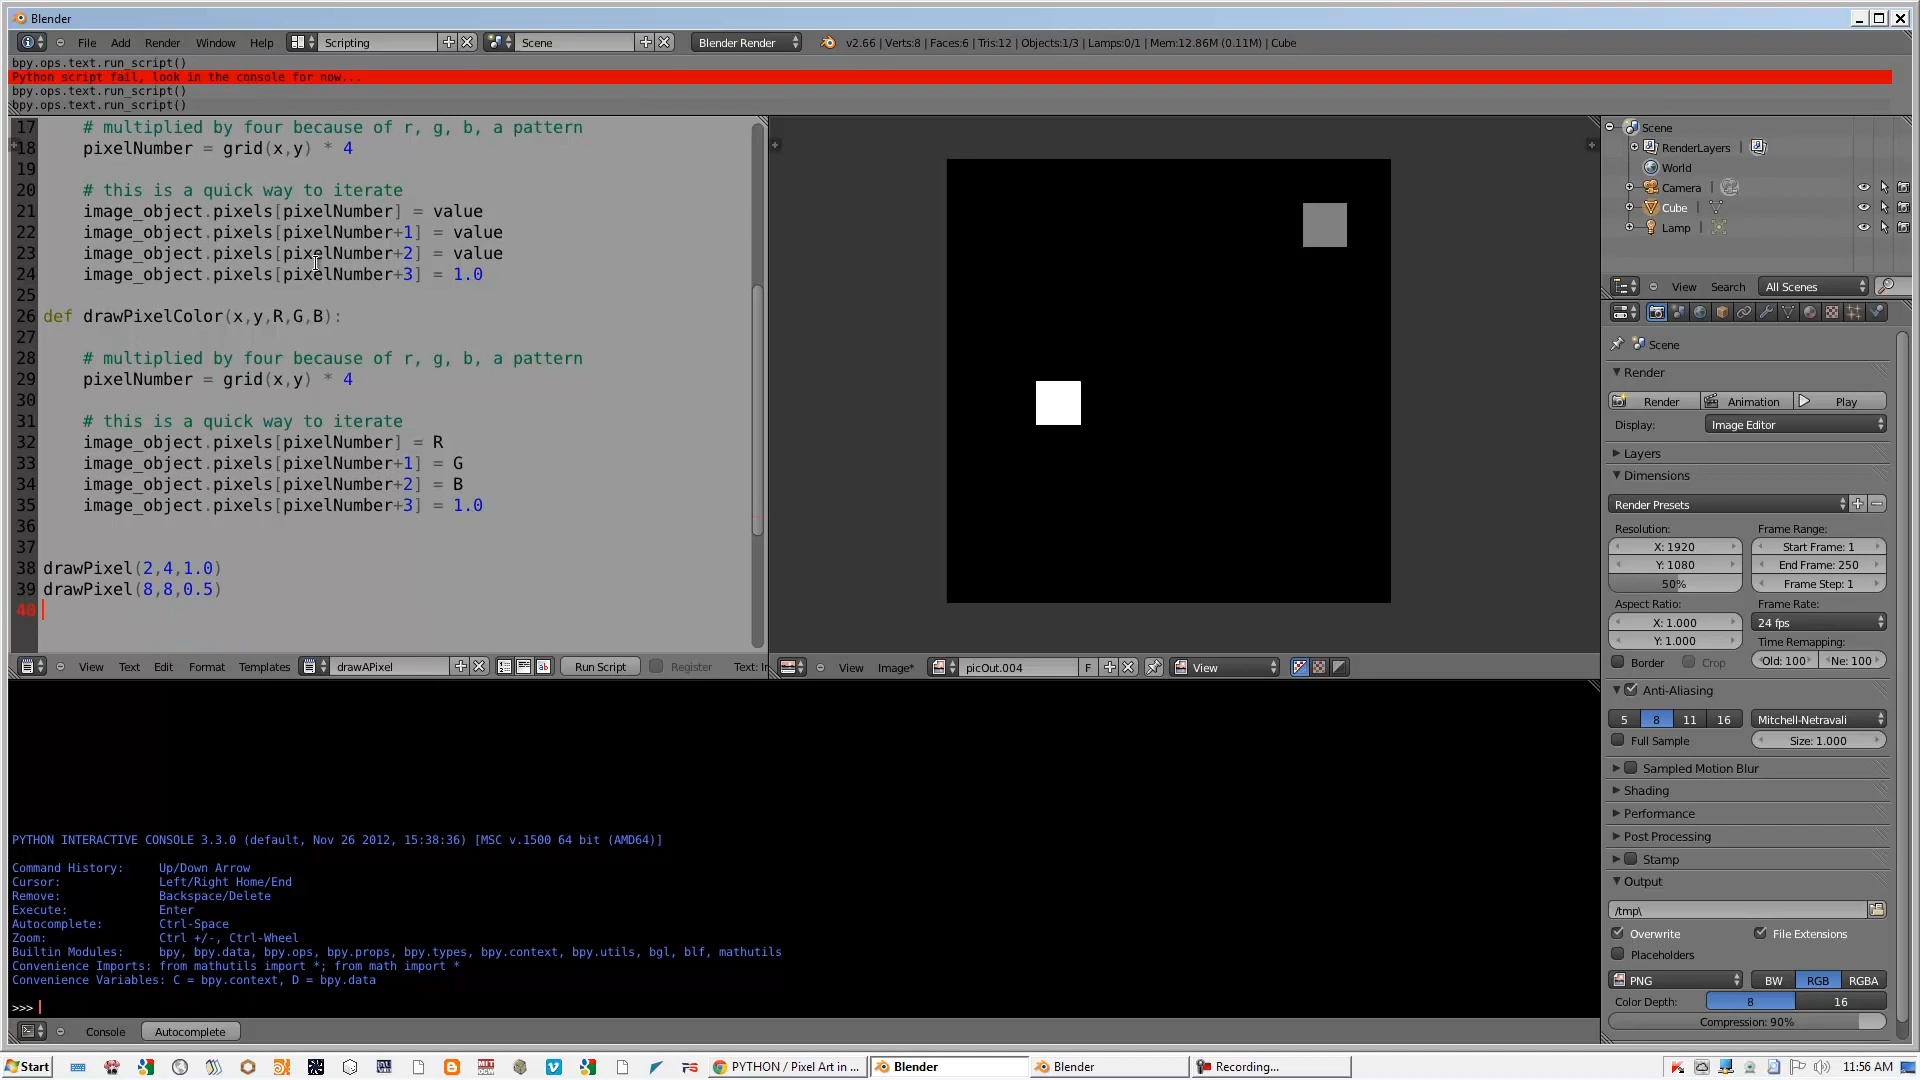 Blender
File Add Render Window Help Scripting Scene Blender Render v2.66 | Verts:8 | Faces:6 | Tris:12 | Objects:1/3 | Lamps:0/1 | Mem:12.86M (0.11M) | Cube
bpy.ops.text.run_script()
Python script fail, look in the console for now...
bpy.ops.text.run_script()
bpy.ops.text.run_script()
17 # multiplied by four because of r, g, b, a pattern
18 pixelNumber = grid(x,y) * 4
19
20 # this is a quick way to iterate
21 image_object.pixels[pixelNumber] = value
22 image_object.pixels[pixelNumber+1] = value
23 image_object.pixels[pixelNumber+2] = value
24 image_object.pixels[pixelNumber+3] = 1.0
25
26 def drawPixelColor(x,y,R,G,B):
27
28 # multiplied by four because of r, g, b, a pattern
29 pixelNumber = grid(x,y) * 4
30
31 # this is a quick way to iterate
32 image_object.pixels[pixelNumber] = R
33 image_object.pixels[pixelNumber+1] = G
34 image_object.pixels[pixelNumber+2] = B
35 image_object.pixels[pixelNumber+3] = 1.0
36
37
38 drawPixel(2,4,1.0)
39 drawPixel(8,8,0.5)
40
View Text Edit Format Templates drawAPixel Run Script Register Text: In
View Image* picOut.004 F View
Scene
RenderLayers
World
Camera
Cube
Lamp
View Search All Scenes
Scene
Render
Render Animation Play
Display: Image Editor
Layers
Dimensions
Render Presets
Resolution: Frame Range:
X: 1920 Start Frame: 1
Y: 1080 End Frame: 250
50% Frame Step: 1
Aspect Ratio: Frame Rate:
X: 1.000 24 fps
Y: 1.000 Time Remapping:
Border Crop Old: 100 Ne: 100
Anti-Aliasing
5 8 11 16 Mitchell-Netravali
Full Sample Size: 1.000
Sampled Motion Blur
Shading
Performance
Post Processing
Stamp
Output
/tmp\
Overwrite File Extensions
Placeholders
PNG BW RGB RGBA
Color Depth: 8 16
Compression: 90%
PYTHON INTERACTIVE CONSOLE 3.3.0 (default, Nov 26 2012, 15:38:36) [MSC v.1500 64 bit (AMD64)]
Command History: Up/Down Arrow
Cursor: Left/Right Home/End
Remove: Backspace/Delete
Execute: Enter
Autocomplete: Ctrl-Space
Zoom: Ctrl +/-, Ctrl-Wheel
Builtin Modules: bpy, bpy.data, bpy.ops, bpy.props, bpy.types, bpy.context, bpy.utils, bgl, blf, mathutils
Convenience Imports: from mathutils import *; from math import *
Convenience Variables: C = bpy.context, D = bpy.data
>>>
Console Autocomplete
Start PYTHON / Pixel Art in ... Blender Blender Recording... 11:56 AM